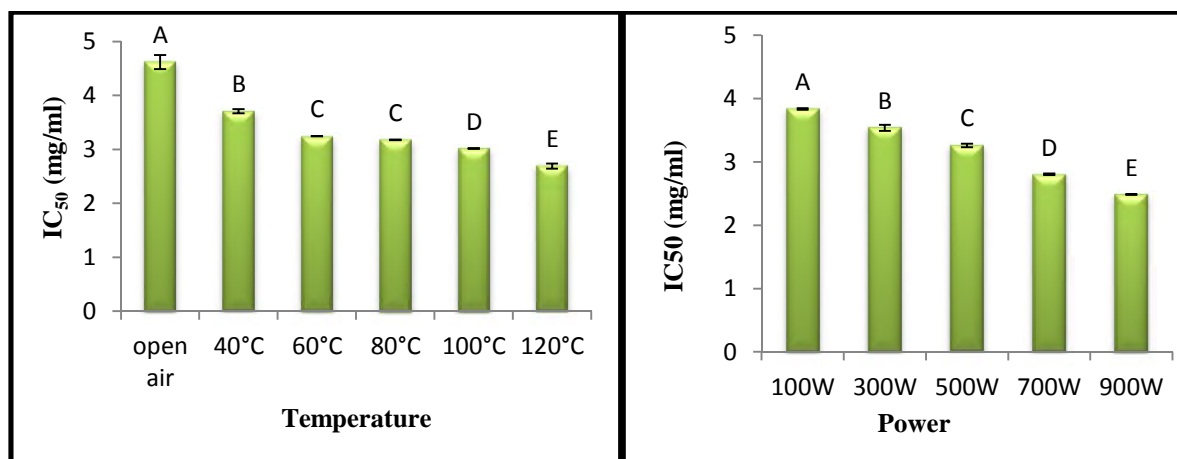 A
B
C
C
D
E
5
4
3
2
1
0
IC₅₀ (mg/ml)
open air 40°C 60°C 80°C 100°C 120°C
Temperature
A
B
C
D
E
5
4
3
2
1
0
IC50 (mg/ml)
100W 300W 500W 700W 900W
Power